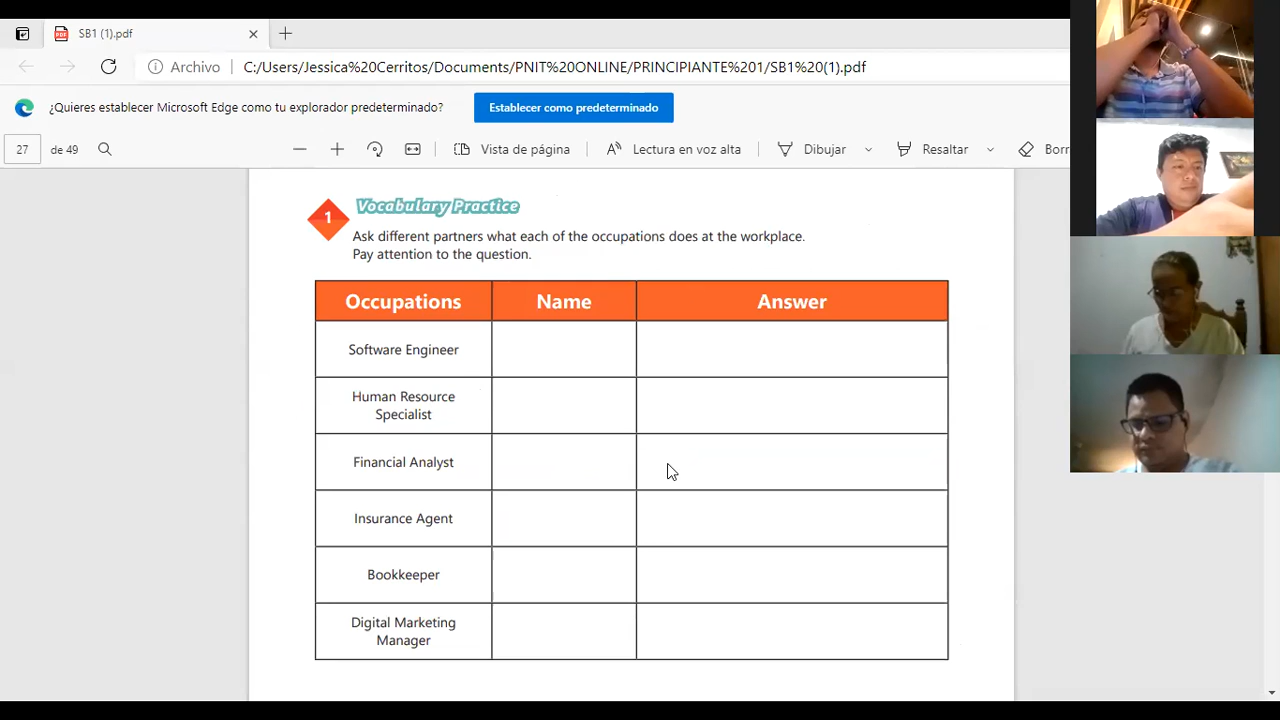 SB1 (1).pdf
Archivo C:/Users/Jessica%20Cerritos/Documents/PNIT%20ONLINE/PRINCIPIANTE%201/SB1%20(1).pdf
¿Quieres establecer Microsoft Edge como tu explorador predeterminado? Establecer como predeterminado
27 de 49 Vista de página Lectura en voz alta Dibujar Resaltar Borr
1 Vocabulary Practice
Ask different partners what each of the occupations does at the workplace.
Pay attention to the question.
Occupations Name Answer
Software Engineer
Human Resource
Specialist
Financial Analyst
Insurance Agent
Bookkeeper
Digital Marketing
Manager